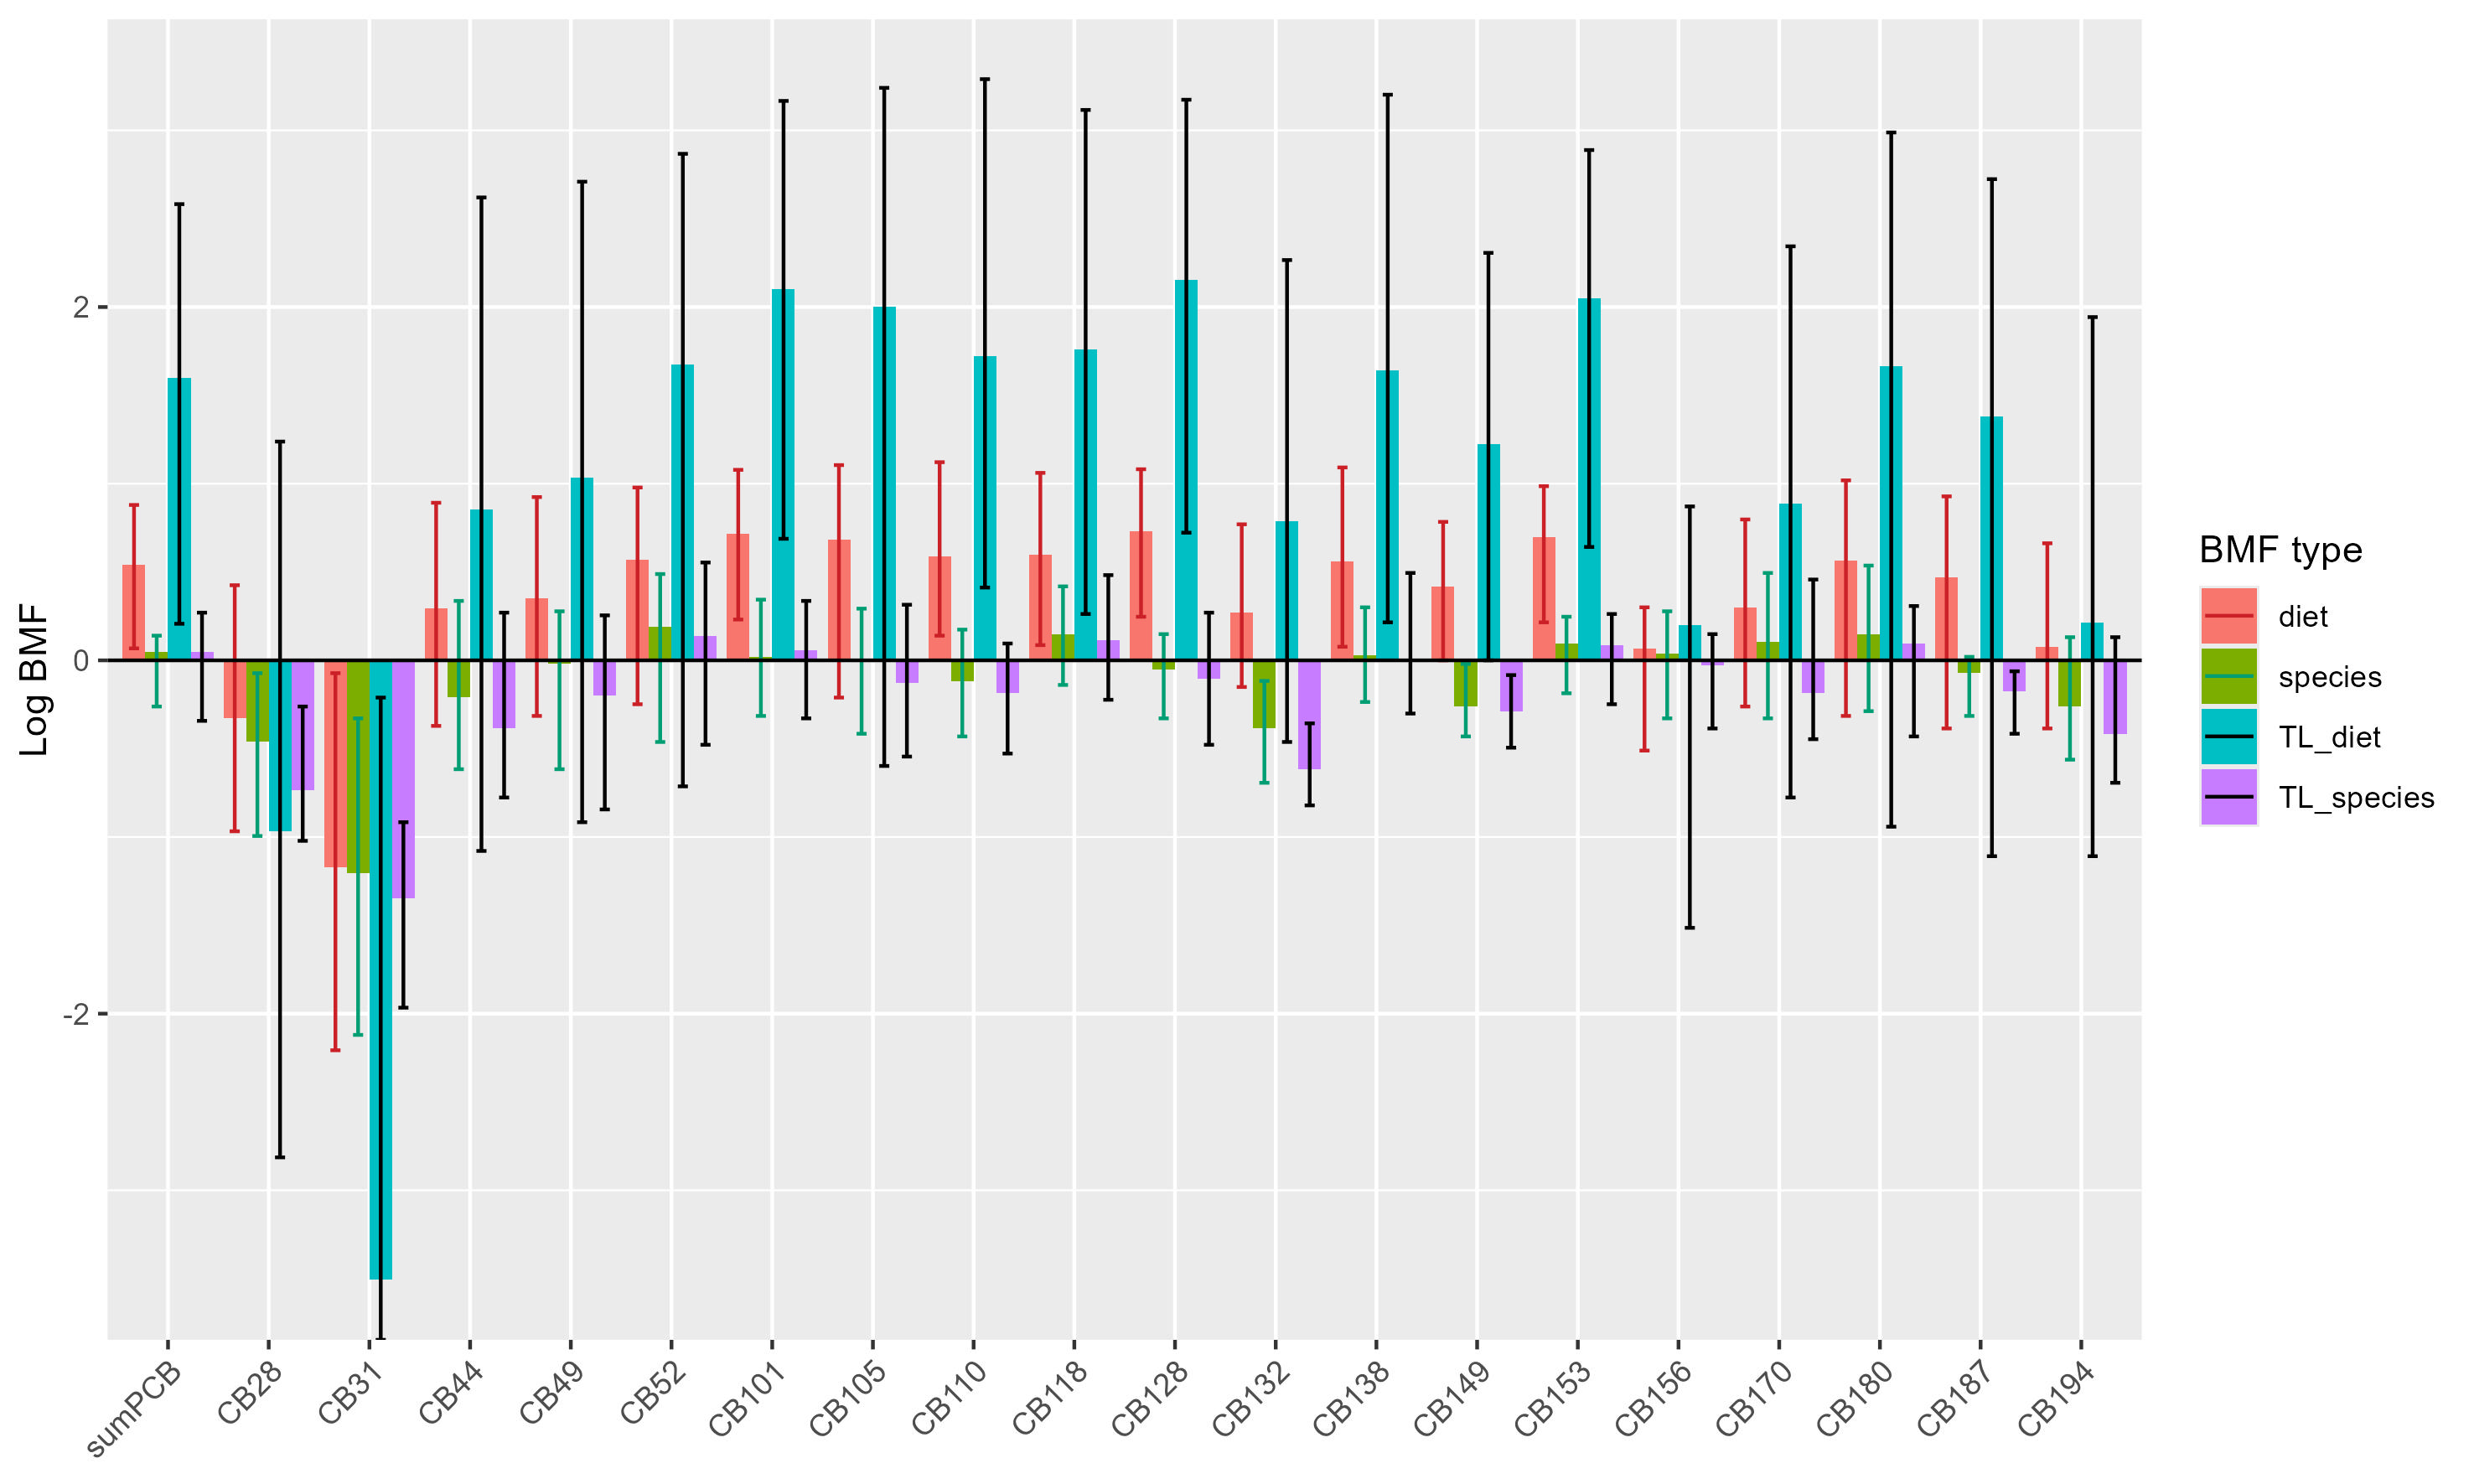 Log BMF
2
0
-2
sumPCB
CB28
CB31
CB44
CB49
CB52
CB101
CB105
CB110
CB118
CB128
CB132
CB138
CB149
CB153
CB156
CB170
CB180
CB187
CB194
BMF type
diet
species
TL_diet
TL_species